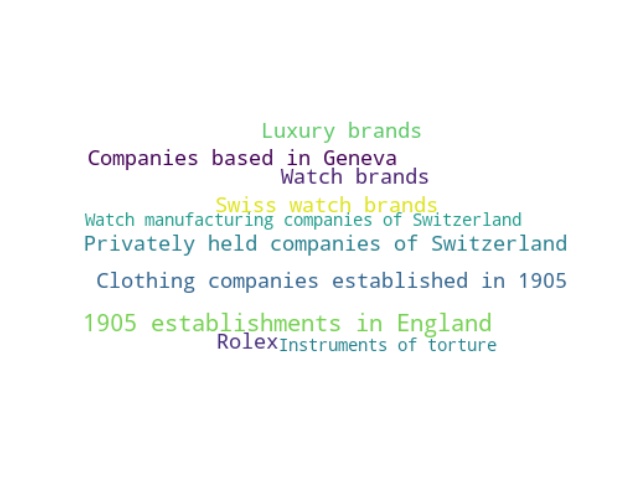 Luxury brands
Companies based in Geneva
Watch brands
Swiss watch brands
Watch manufacturing companies of Switzerland
Privately held companies of Switzerland
Clothing companies established in 1905
1905 establishments in England
Rolex
Instruments of torture